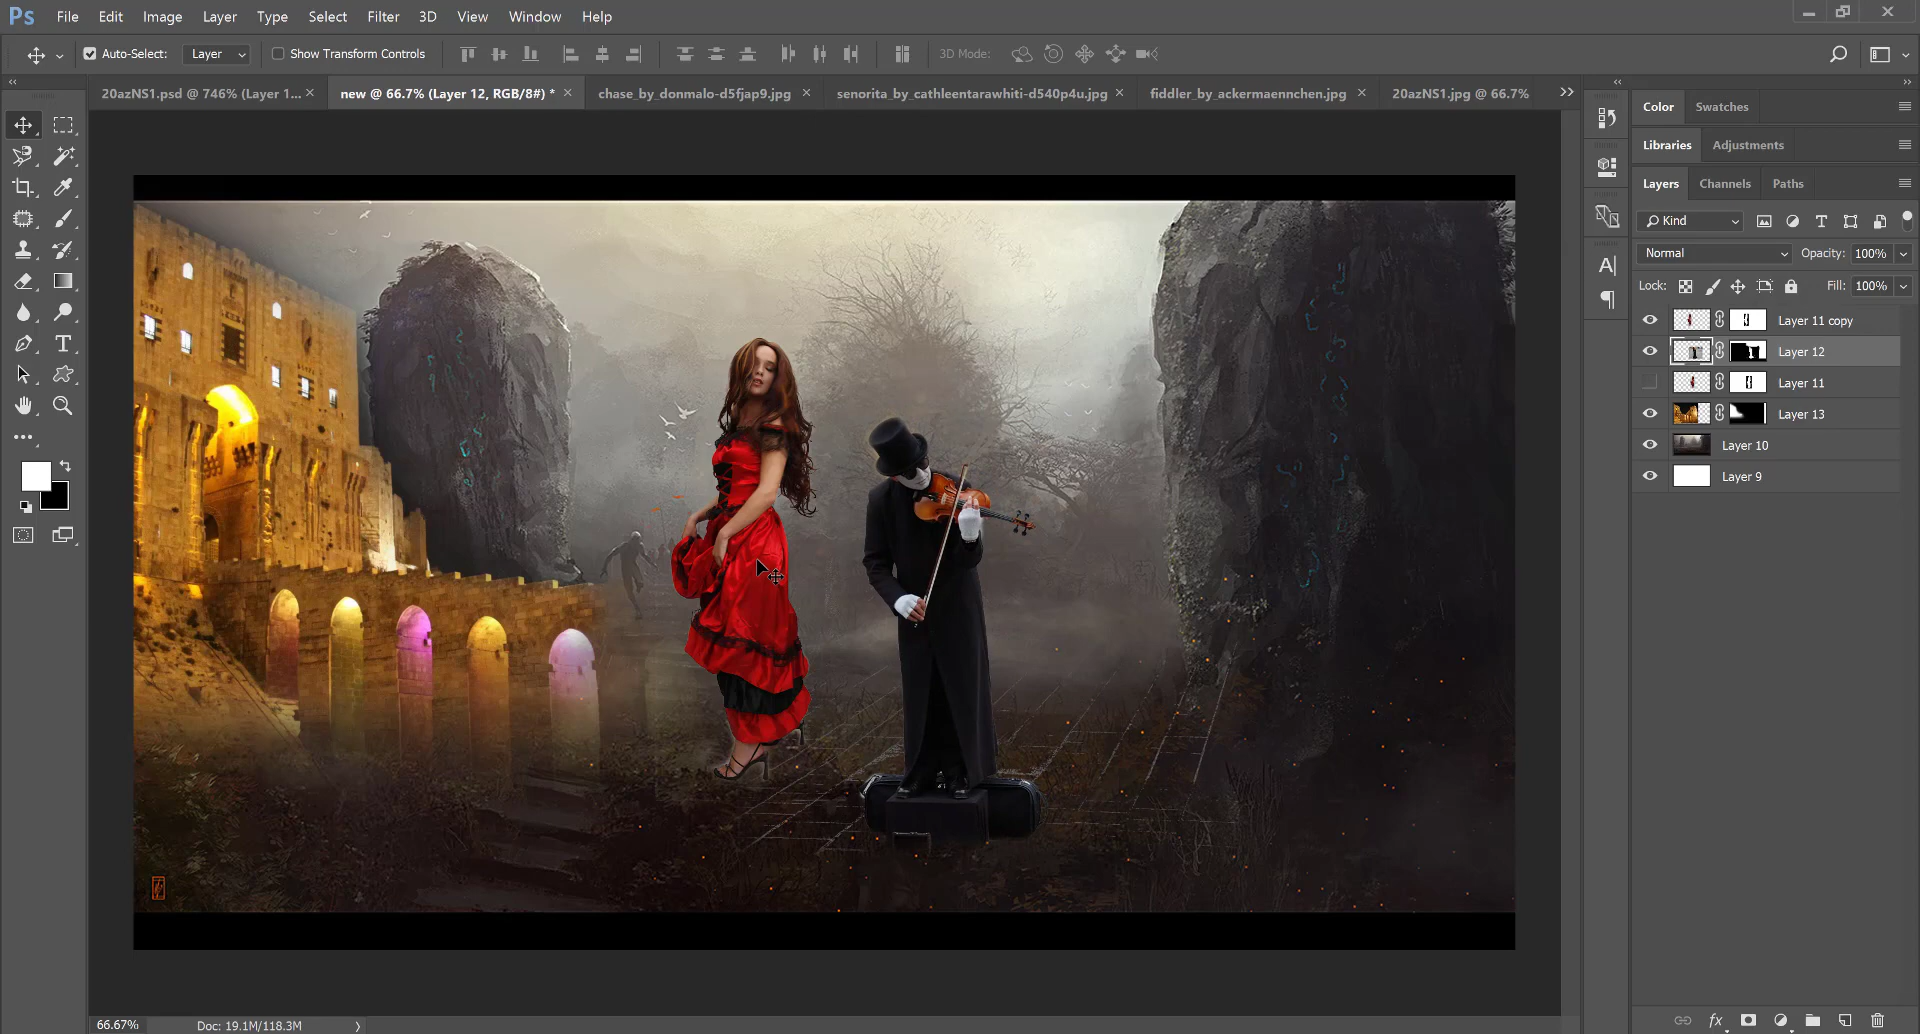 Ps File Edit Image Layer Type Select Filter 3D View Window Help
Auto-Select: Layer Show Transform Controls 3D Mode:
20azNS1.psd @ 746% (Layer 1... × new @ 66.7% (Layer 12, RGB/8#) * × chase_by_donmalo-d5fjap9.jpg × senorita_by_cathleentarawhiti-d540p4u.jpg × fiddler_by_ackermaennchen.jpg × 20azNS1.jpg @ 66.7%
Color Swatches
Libraries Adjustments
Layers Channels Paths
Kind
Normal Opacity: 100%
Lock: Fill: 100%
Layer 11 copy
Layer 12
Layer 11
Layer 13
Layer 10
Layer 9
66.67% Doc: 19.1M/118.3M
fx